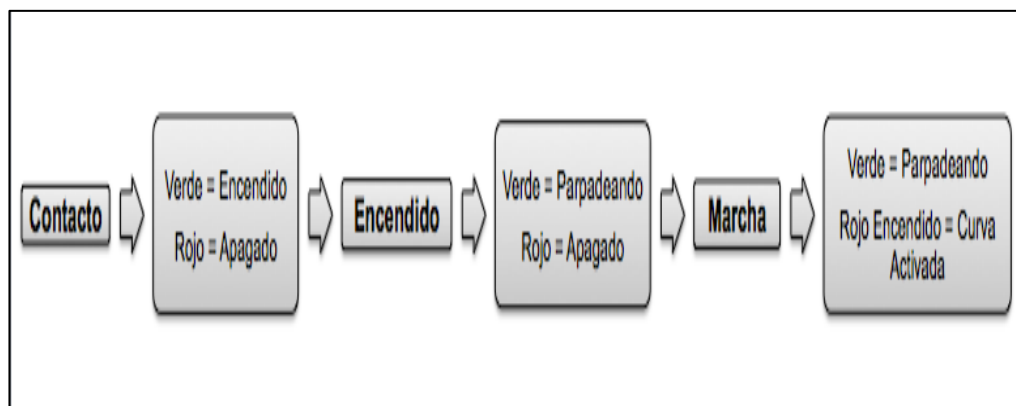 Contacto
Verde = Encendido
Rojo = Apagado
Encendido
Verde = Parpadeando
Rojo = Apagado
Marcha
Verde = Parpadeando
Rojo Encendido = Curva
Activada